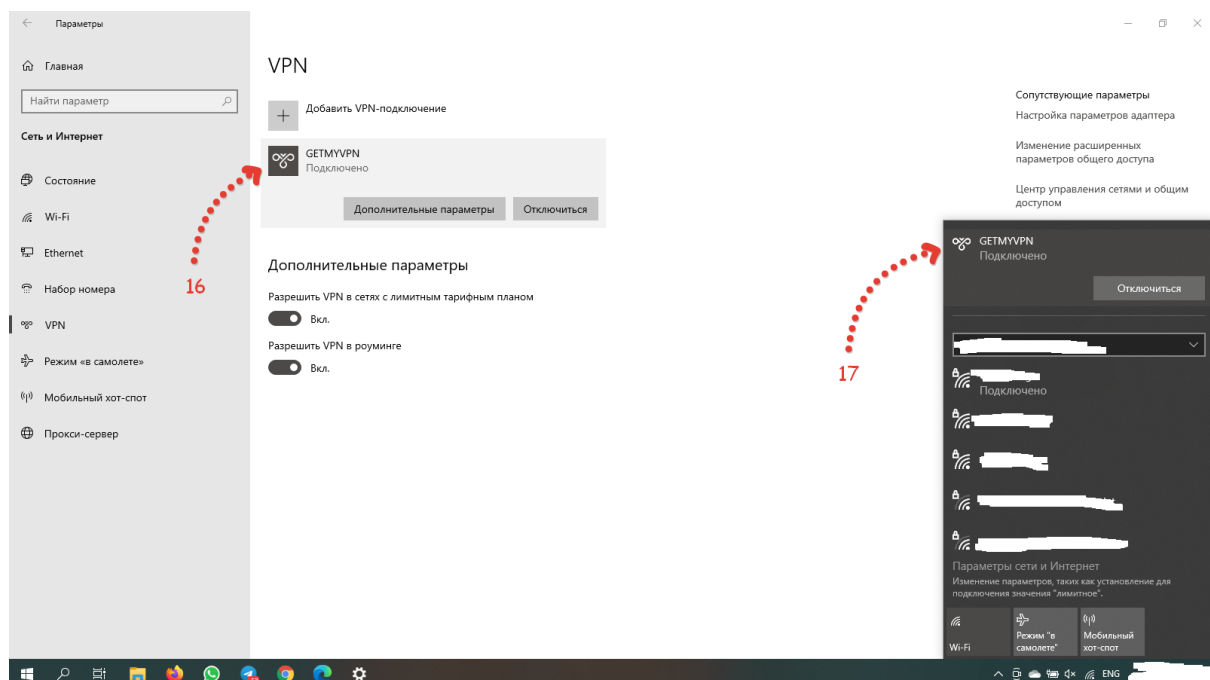 Параметры
Главная
Найти параметр
Сеть и Интернет
Состояние
Wi-Fi
Ethernet
Набор номера
VPN
Режим «в самолете»
Мобильный хот-спот
Прокси-сервер
VPN
Добавить VPN-подключение
GETMYVPN
Подключено
Дополнительные параметры Отключиться
16
Дополнительные параметры
Разрешить VPN в сетях с лимитным тарифным планом
Вкл.
Разрешить VPN в роуминге
Вкл.
Сопутствующие параметры
Настройка параметров адаптера
Изменение расширенных
параметров общего доступа
Центр управления сетями и общим
доступом
17
GETMYVPN
Подключено
Отключиться
Подключено
Параметры сети и Интернет
Изменение параметров, таких как установление для
подключения значения "лимитное".
Wi-Fi
Режим "в
самолете"
Мобильный
хот-спот
ENG